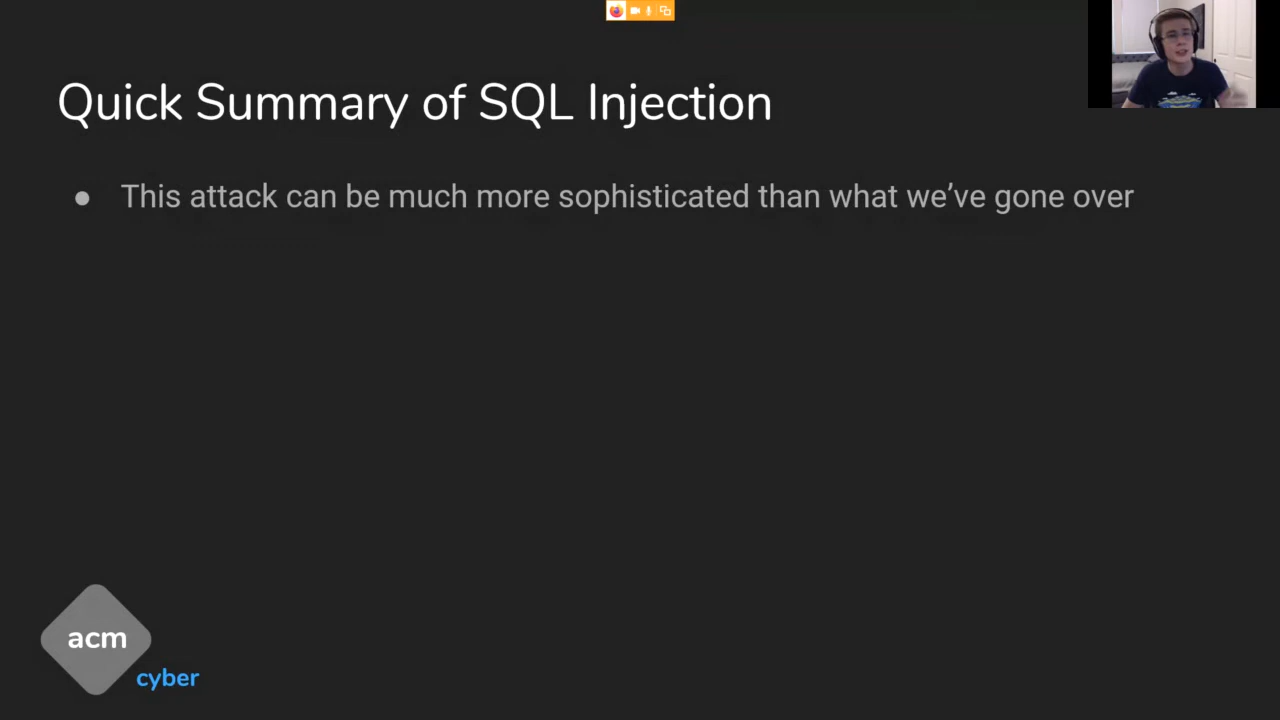 Quick Summary of SQL Injection
● This attack can be much more sophisticated than what we’ve gone over
acm
cyber